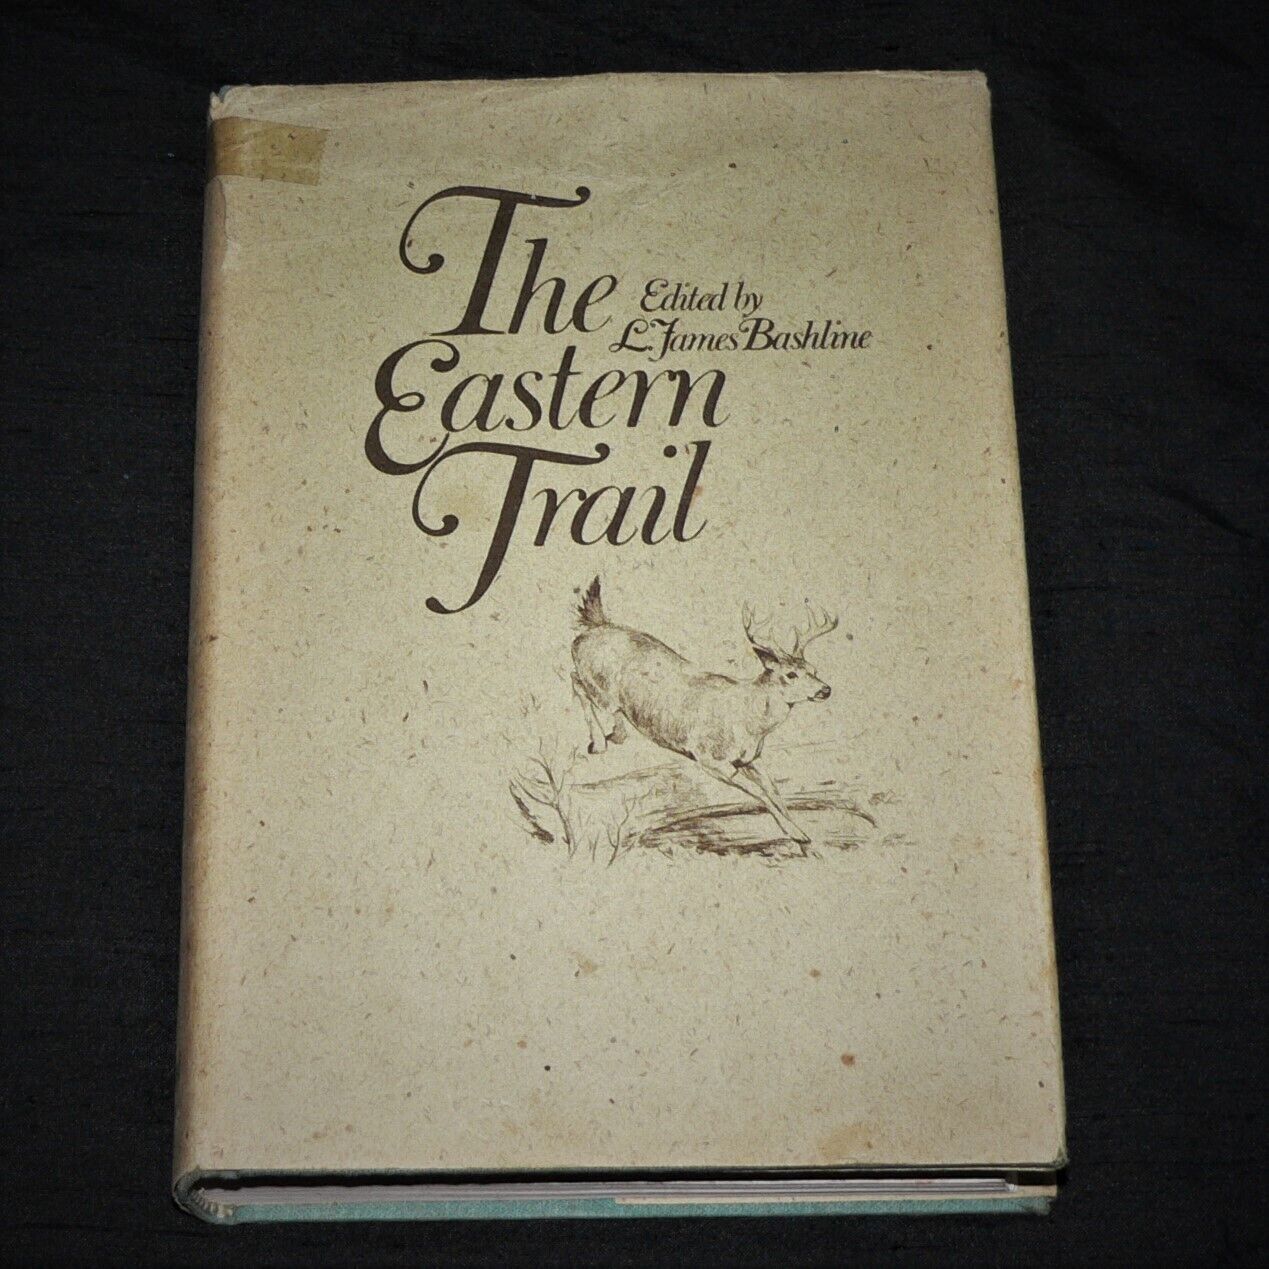 The
Edited by
L. James Bashline
Eastern
Trail